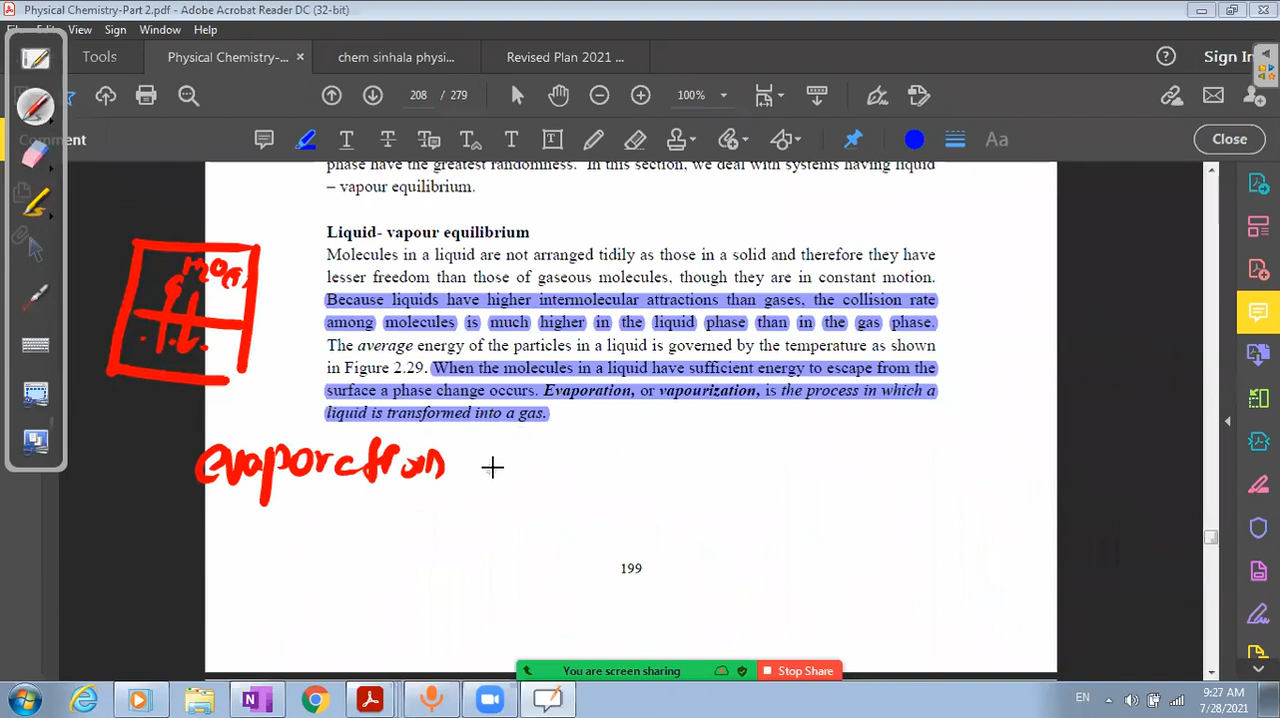 Physical Chemistry-Part 2.pdf - Adobe Acrobat Reader DC (32-bit)
View Sign Window Help
Tools Physical Chemistry-... × chem sinhala physi... Revised Plan 2021 ... Sign In
208 / 279 100%
Comment Close
phase have the greatest randomness. In this section, we deal with systems having liquid
– vapour equilibrium.
Liquid- vapour equilibrium
Molecules in a liquid are not arranged tidily as those in a solid and therefore they have
lesser freedom than those of gaseous molecules, though they are in constant motion.
Because liquids have higher intermolecular attractions than gases, the collision rate
among molecules is much higher in the liquid phase than in the gas phase.
The average energy of the particles in a liquid is governed by the temperature as shown
in Figure 2.29. When the molecules in a liquid have sufficient energy to escape from the
surface a phase change occurs. Evaporation, or vapourization, is the process in which a
liquid is transformed into a gas.
evaporation
199
You are screen sharing Stop Share
EN 9:27 AM
7/28/2021